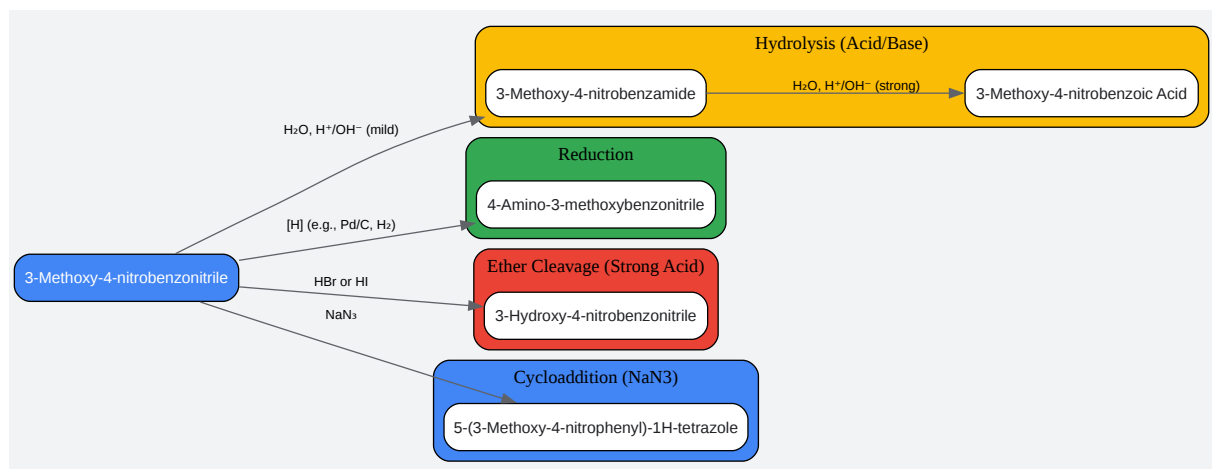 Hydrolysis (Acid/Base)
3-Methoxy-4-nitrobenzamide
H₂O, H⁺/OH⁻ (strong)
3-Methoxy-4-nitrobenzoic Acid
H₂O, H⁺/OH⁻ (mild)
Reduction
4-Amino-3-methoxybenzonitrile
[H] (e.g., Pd/C, H₂)
3-Methoxy-4-nitrobenzonitrile
Ether Cleavage (Strong Acid)
HBr or HI
3-Hydroxy-4-nitrobenzonitrile
NaN₃
Cycloaddition (NaN3)
5-(3-Methoxy-4-nitrophenyl)-1H-tetrazole